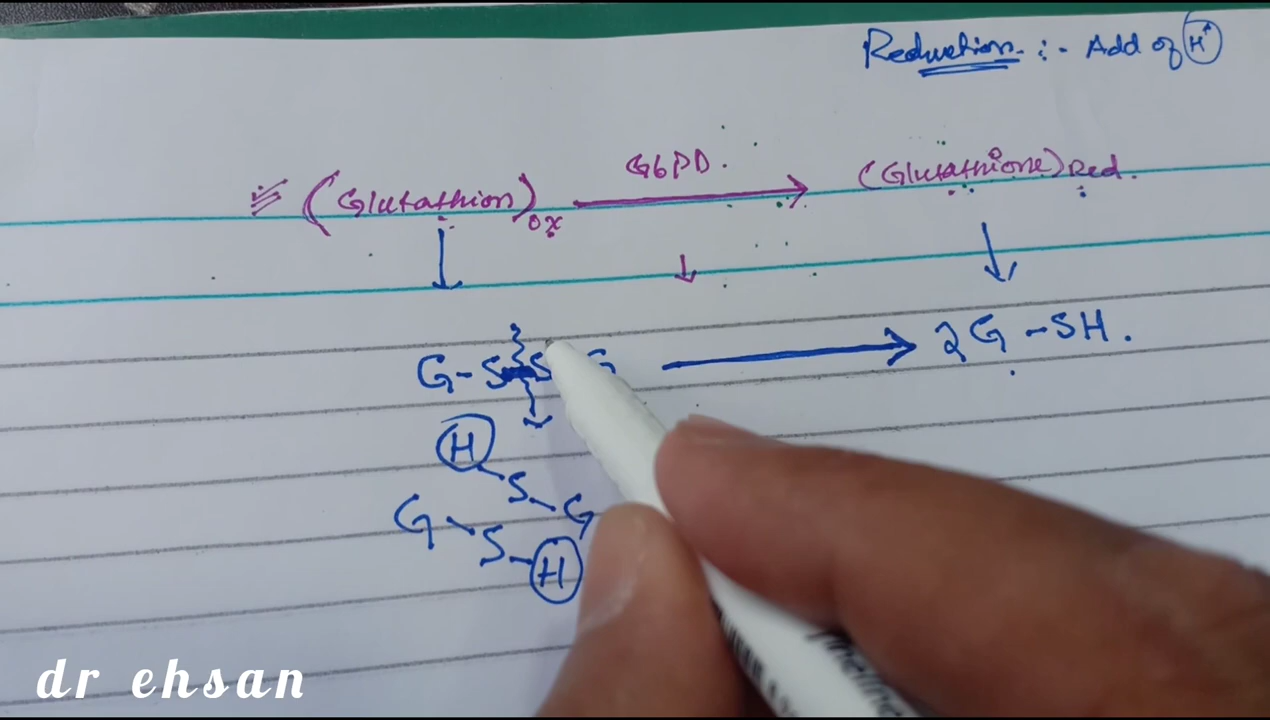 Reduction :- Add of H⁺
G6PD.
(Glutathion)ox
(Glutathione)Red.
G-S-S G
2G-SH.
H
S-G
G-S-H
dr ehsan